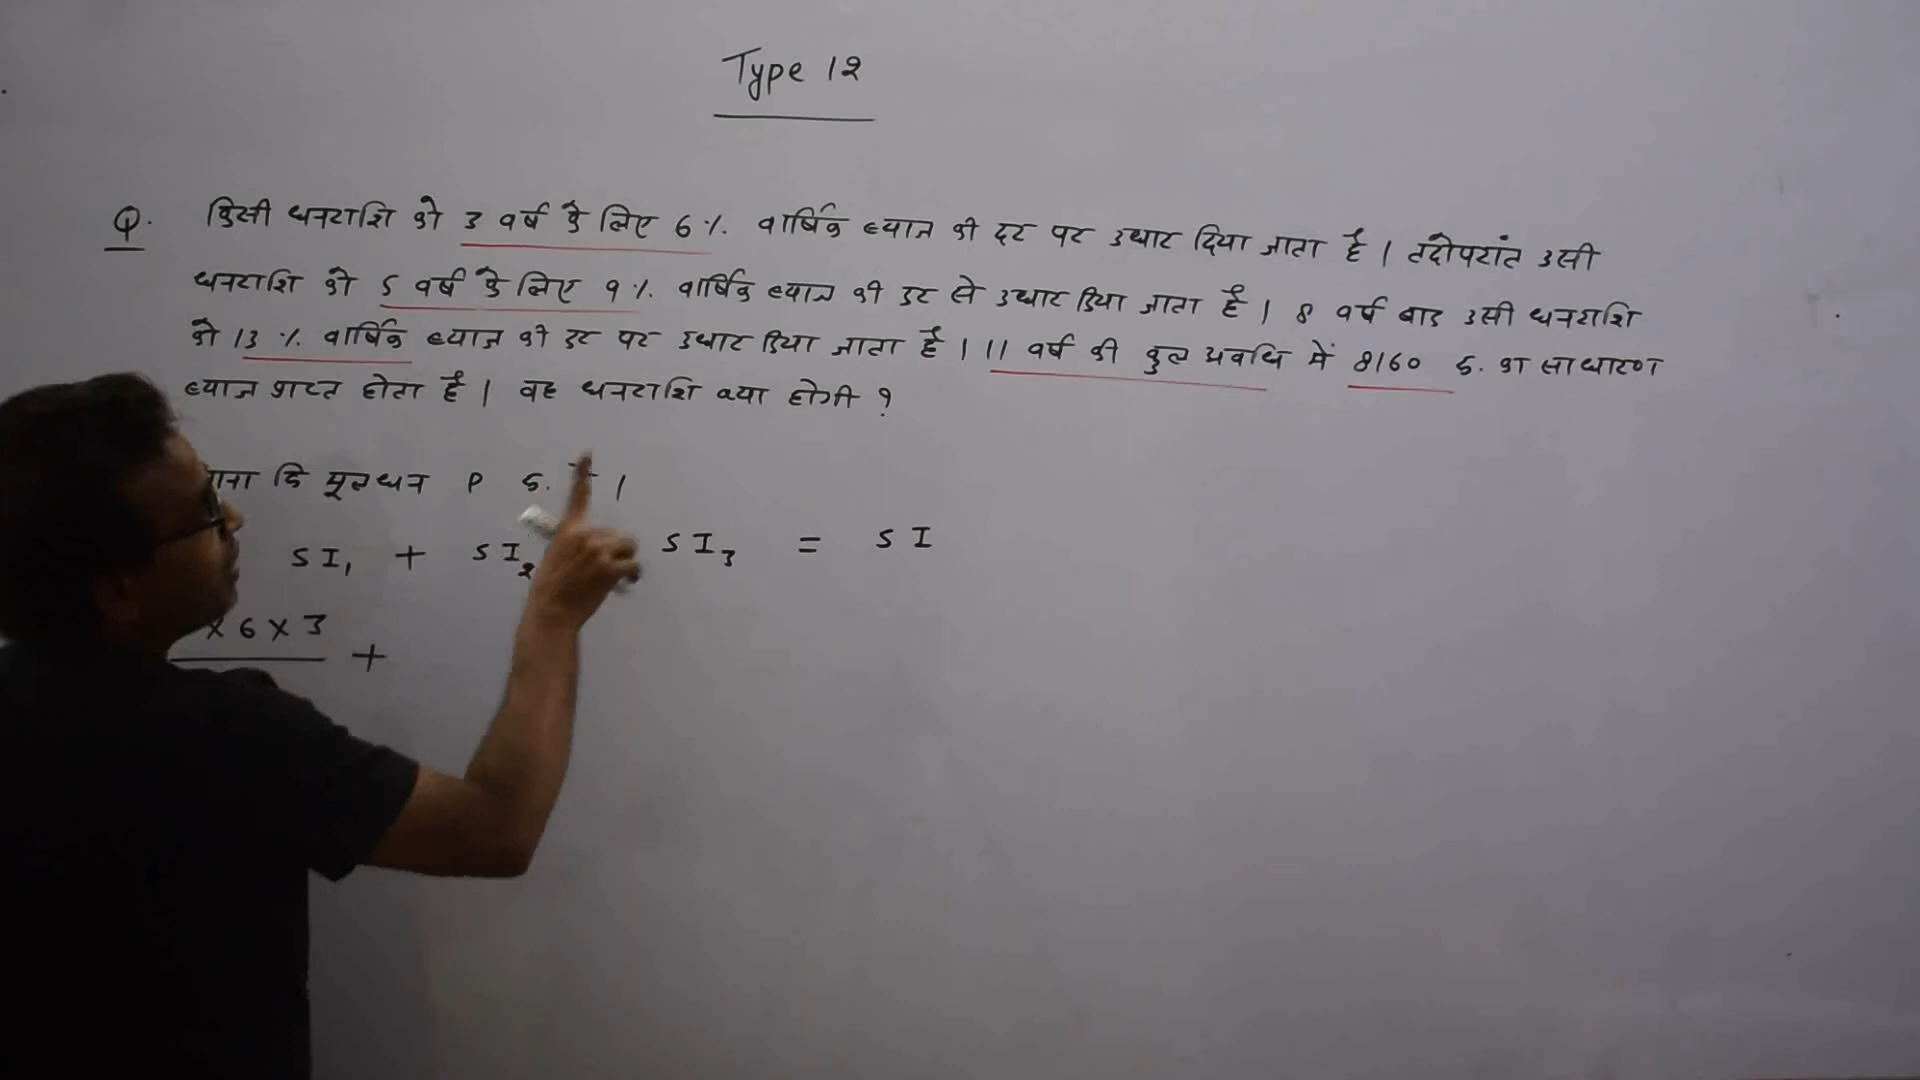 Type 12
Q. किसी धनराशि को 3 वर्ष के लिए 6 % वार्षिक ब्याज की दर पर उधार दिया जाता है । तदोपरांत उसी
धनराशि को 5 वर्ष के लिए 9 % वार्षिक ब्याज की दर से उधार दिया जाता है । 8 वर्ष बाद उसी धनराशि
को 13 % वार्षिक ब्याज की दर पर उधार दिया जाता है । 11 वर्ष की कुल अवधि में 8160 रु. का साधारण
ब्याज प्राप्त होता है । वह धनराशि क्या होगी ?
कि मूलधन P रु. ।
SI₁ + SI₂ SI₃ = SI
× 6 × 3 +